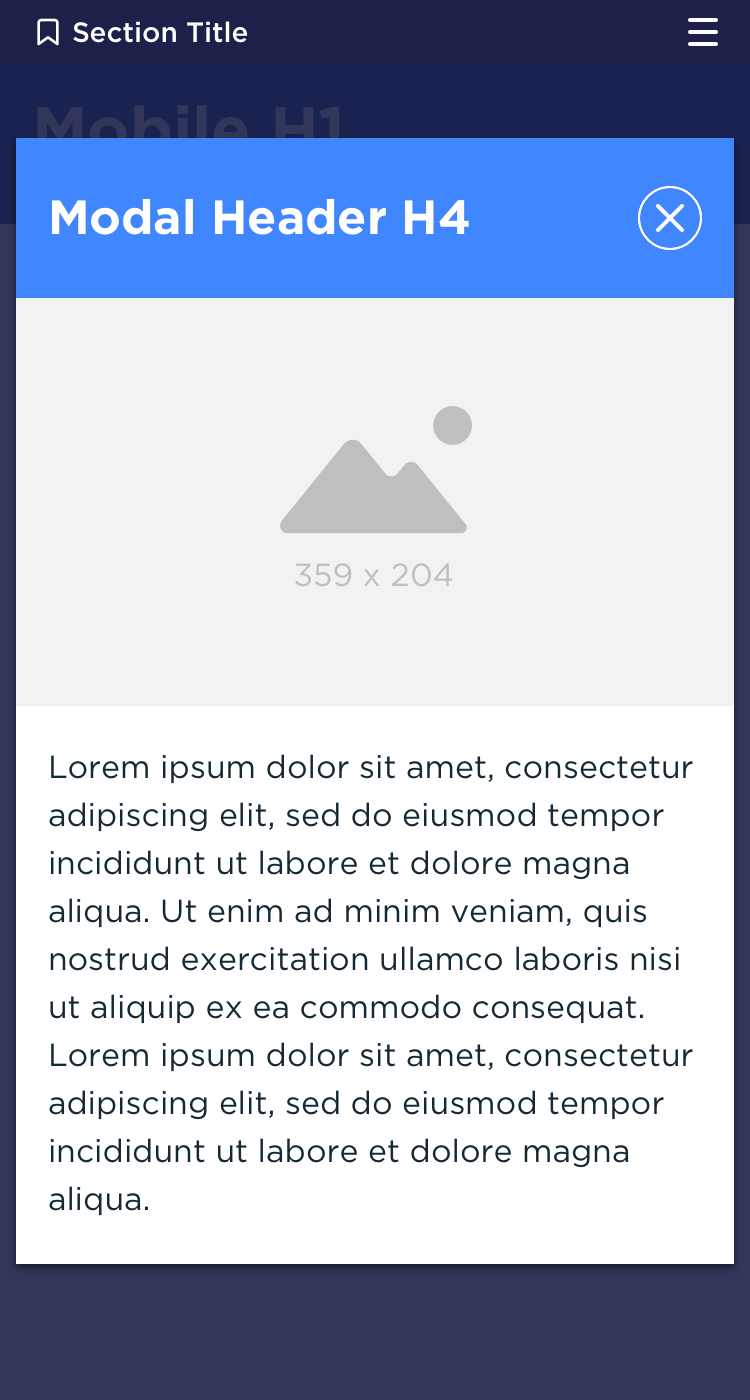 Section Title
Mobile H1
Modal Header H4
359 x 204
Lorem ipsum dolor sit amet, consectetur
adipiscing elit, sed do eiusmod tempor
incididunt ut labore et dolore magna
aliqua. Ut enim ad minim veniam, quis
nostrud exercitation ullamco laboris nisi
ut aliquip ex ea commodo consequat.
Lorem ipsum dolor sit amet, consectetur
adipiscing elit, sed do eiusmod tempor
incididunt ut labore et dolore magna
aliqua.